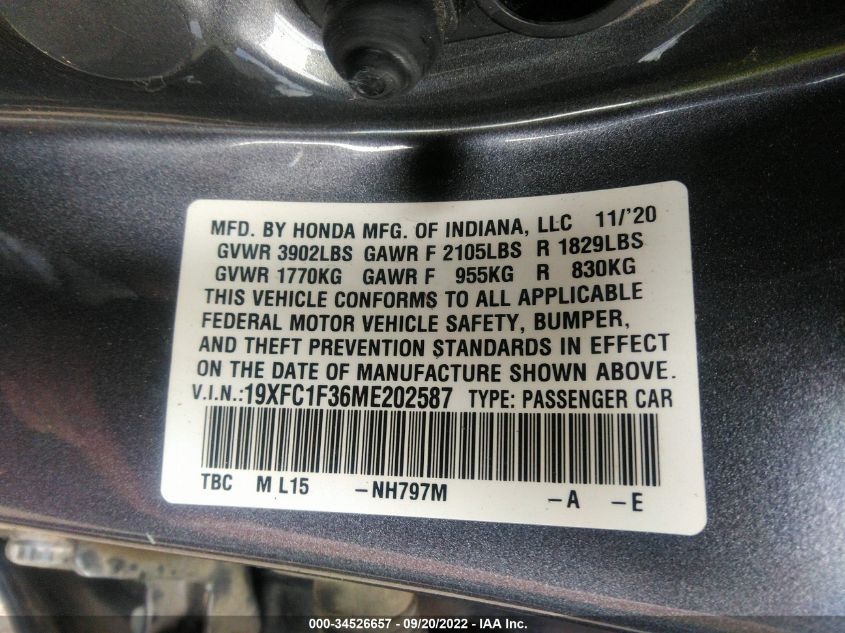 MFD. BY HONDA MFG. OF INDIANA, LLC 11/'20
GVWR 3902LBS GAWR F 2105LBS R 1829LBS
GVWR 1770KG GAWR F 955KG R 830KG
THIS VEHICLE CONFORMS TO ALL APPLICABLE
FEDERAL MOTOR VEHICLE SAFETY, BUMPER,
AND THEFT PREVENTION STANDARDS IN EFFECT
ON THE DATE OF MANUFACTURE SHOWN ABOVE.
V.I.N.:19XFC1F36ME202587 TYPE: PASSENGER CAR
TBC M L15 -NH797M -A -E
000-34526657 - 09/20/2022 - IAA Inc.